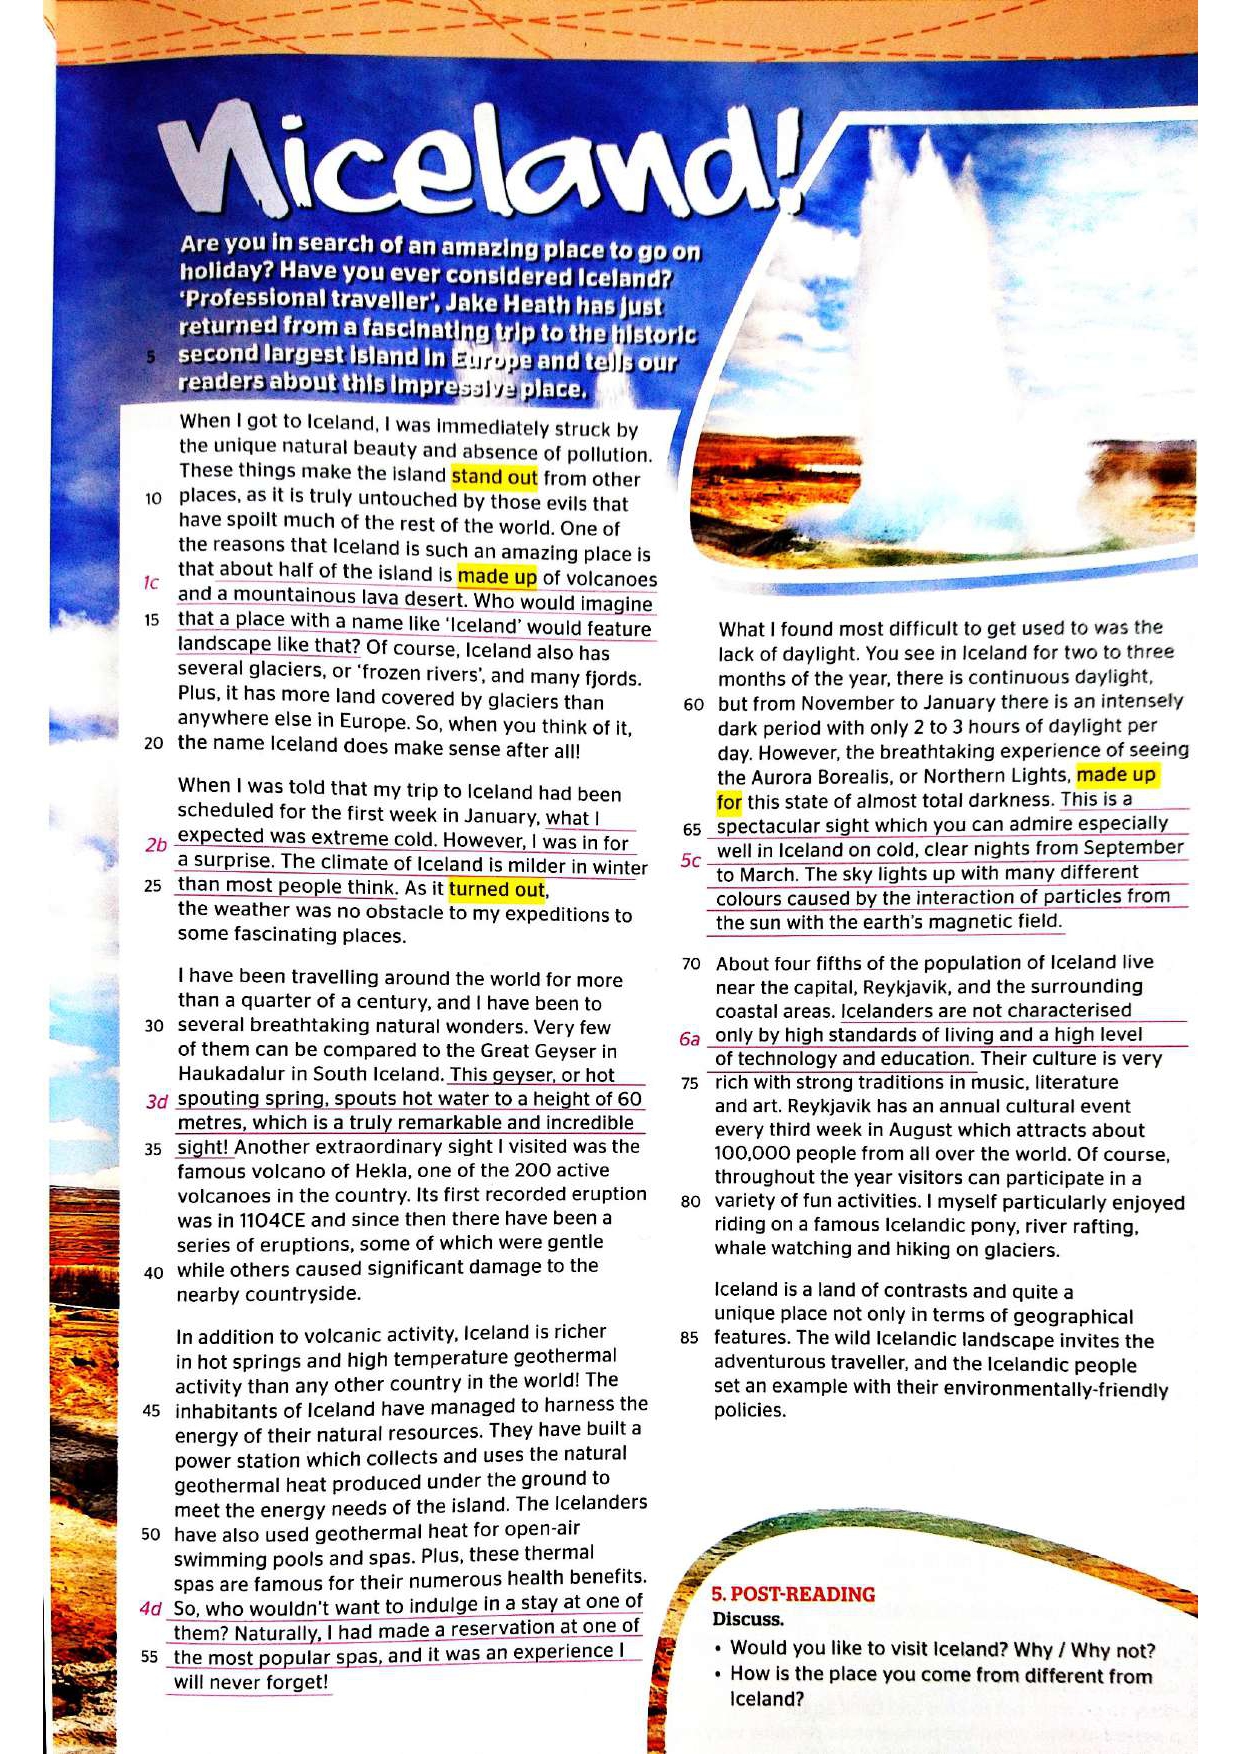 Niceland!
Are you in search of an amazing place to go on
holiday? Have you ever considered Iceland?
'Professional traveller', Jake Heath has just
returned from a fascinating trip to the historic
5 second largest island in Europe and tells our
readers about this impressive place.
When I got to Iceland, I was immediately struck by
the unique natural beauty and absence of pollution.
These things make the island stand out from other
10 places, as it is truly untouched by those evils that
have spoilt much of the rest of the world. One of
the reasons that Iceland is such an amazing place is
1c that about half of the island is made up of volcanoes
and a mountainous lava desert. Who would imagine
15 that a place with a name like 'Iceland' would feature
landscape like that? Of course, Iceland also has
several glaciers, or 'frozen rivers', and many fjords.
Plus, it has more land covered by glaciers than
anywhere else in Europe. So, when you think of it,
20 the name Iceland does make sense after all!
When I was told that my trip to Iceland had been
scheduled for the first week in January, what I
2b expected was extreme cold. However, I was in for
a surprise. The climate of Iceland is milder in winter
25 than most people think. As it turned out,
the weather was no obstacle to my expeditions to
some fascinating places.
I have been travelling around the world for more
than a quarter of a century, and I have been to
30 several breathtaking natural wonders. Very few
of them can be compared to the Great Geyser in
Haukadalur in South Iceland. This geyser, or hot
3d spouting spring, spouts hot water to a height of 60
metres, which is a truly remarkable and incredible
35 sight! Another extraordinary sight I visited was the
famous volcano of Hekla, one of the 200 active
volcanoes in the country. Its first recorded eruption
was in 1104CE and since then there have been a
series of eruptions, some of which were gentle
40 while others caused significant damage to the
nearby countryside.
In addition to volcanic activity, Iceland is richer
in hot springs and high temperature geothermal
activity than any other country in the world! The
45 inhabitants of Iceland have managed to harness the
energy of their natural resources. They have built a
power station which collects and uses the natural
geothermal heat produced under the ground to
meet the energy needs of the island. The Icelanders
50 have also used geothermal heat for open-air
swimming pools and spas. Plus, these thermal
spas are famous for their numerous health benefits.
4d So, who wouldn't want to indulge in a stay at one of
them? Naturally, I had made a reservation at one of
55 the most popular spas, and it was an experience I
will never forget!
What I found most difficult to get used to was the
lack of daylight. You see in Iceland for two to three
months of the year, there is continuous daylight,
60 but from November to January there is an intensely
dark period with only 2 to 3 hours of daylight per
day. However, the breathtaking experience of seeing
the Aurora Borealis, or Northern Lights, made up
for this state of almost total darkness. This is a
65 spectacular sight which you can admire especially
5c well in Iceland on cold, clear nights from September
to March. The sky lights up with many different
colours caused by the interaction of particles from
the sun with the earth's magnetic field.
70 About four fifths of the population of Iceland live
near the capital, Reykjavik, and the surrounding
coastal areas. Icelanders are not characterised
6a only by high standards of living and a high level
of technology and education. Their culture is very
75 rich with strong traditions in music, literature
and art. Reykjavik has an annual cultural event
every third week in August which attracts about
100,000 people from all over the world. Of course,
throughout the year visitors can participate in a
80 variety of fun activities. I myself particularly enjoyed
riding on a famous Icelandic pony, river rafting,
whale watching and hiking on glaciers.
Iceland is a land of contrasts and quite a
unique place not only in terms of geographical
85 features. The wild Icelandic landscape invites the
adventurous traveller, and the Icelandic people
set an example with their environmentally-friendly
policies.
5. POST-READING
Discuss.
• Would you like to visit Iceland? Why / Why not?
• How is the place you come from different from
Iceland?